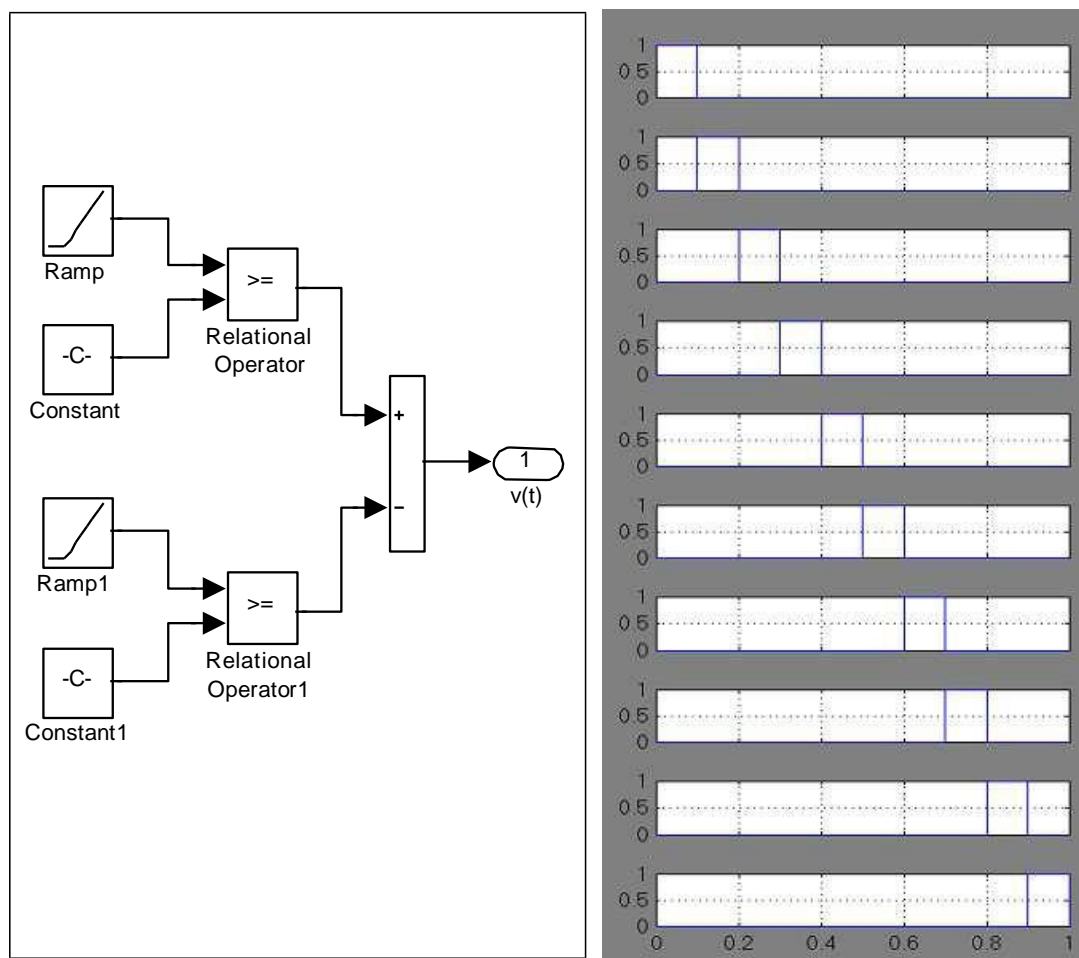 Ramp
-C-
Constant
>=
Relational
Operator
Ramp1
-C-
Constant1
>=
Relational
Operator1
+
−
1
v(t)
1
0.5
0
1
0.5
0
1
0.5
0
1
0.5
0
1
0.5
0
1
0.5
0
1
0.5
0
1
0.5
0
1
0.5
0
1
0.5
0
0 0.2 0.4 0.6 0.8 1